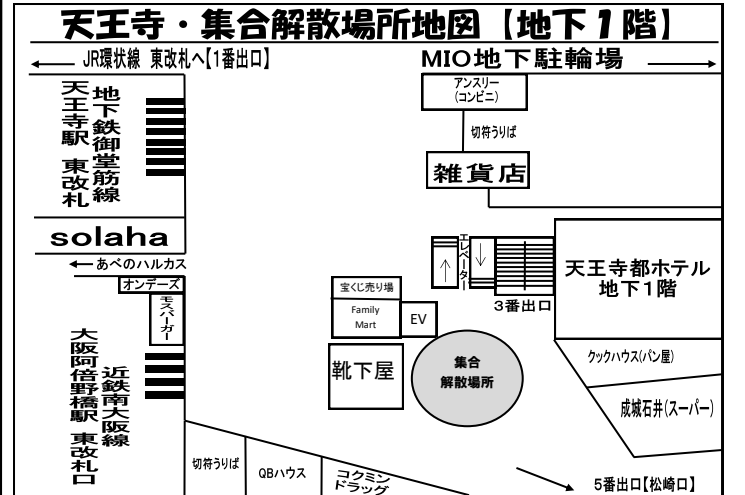 天王寺・集合解散場所地図【地下1階】
JR環状線 東改札へ【1番出口】
MIO地下駐輪場
アンスリー
(コンビニ)
切符うりば
雑貨店
地下鉄御堂筋線
天王寺駅 東改札
solaha
あべのハルカス
オンデーズ
モスバーガー
近鉄南大阪線
大阪阿倍野橋駅 東改札口
宝くじ売り場
Family
Mart
EV
靴下屋
集合
解散場所
エレベーター
3番出口
天王寺都ホテル
地下1階
クックハウス(パン屋)
成城石井(スーパー)
切符うりば
QBハウス
コクミン
ドラッグ
5番出口【松崎口】